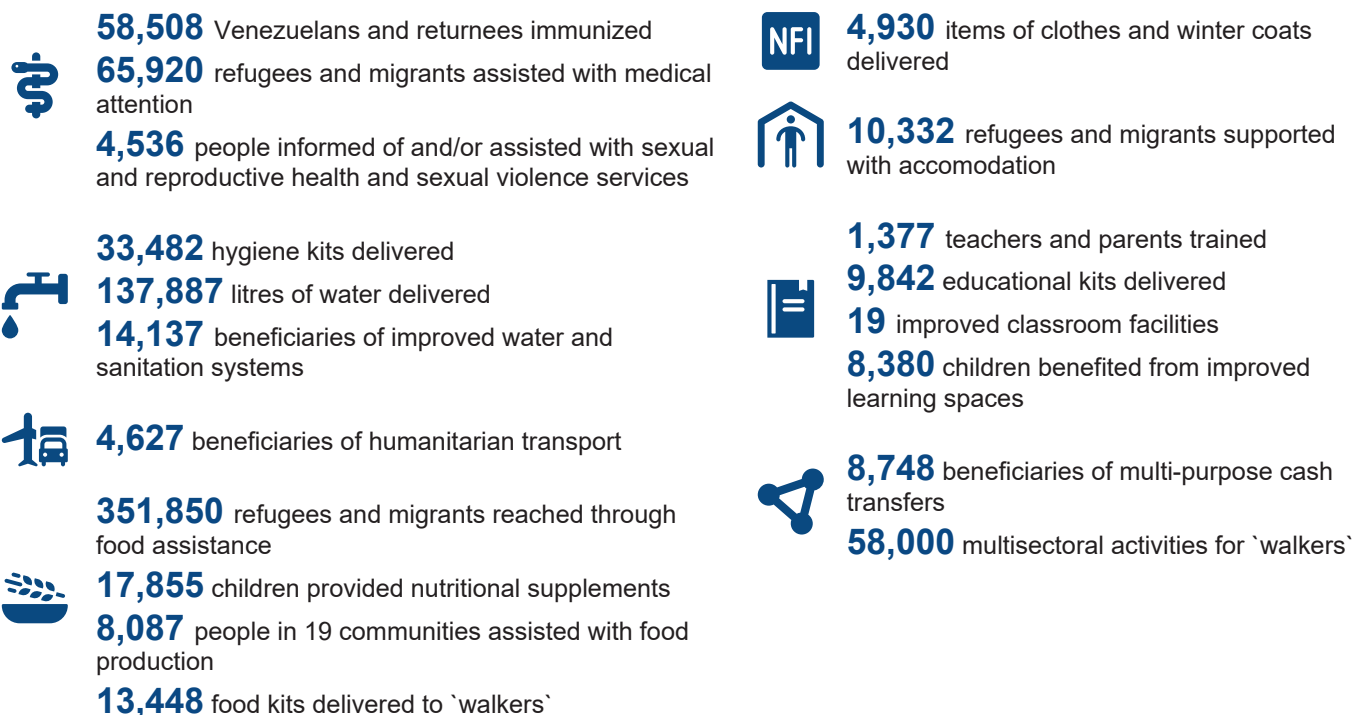 58,508 Venezuelans and returnees immunized
65,920 refugees and migrants assisted with medical
attention
4,536 people informed of and/or assisted with sexual
and reproductive health and sexual violence services
33,482 hygiene kits delivered
137,887 litres of water delivered
14,137 beneficiaries of improved water and
sanitation systems
4,627 beneficiaries of humanitarian transport
351,850 refugees and migrants reached through
food assistance
17,855 children provided nutritional supplements
8,087 people in 19 communities assisted with food
production
13,448 food kits delivered to `walkers`
NFI
4,930 items of clothes and winter coats
delivered
10,332 refugees and migrants supported
with accomodation
1,377 teachers and parents trained
9,842 educational kits delivered
19 improved classroom facilities
8,380 children benefited from improved
learning spaces
8,748 beneficiaries of multi-purpose cash
transfers
58,000 multisectoral activities for `walkers`